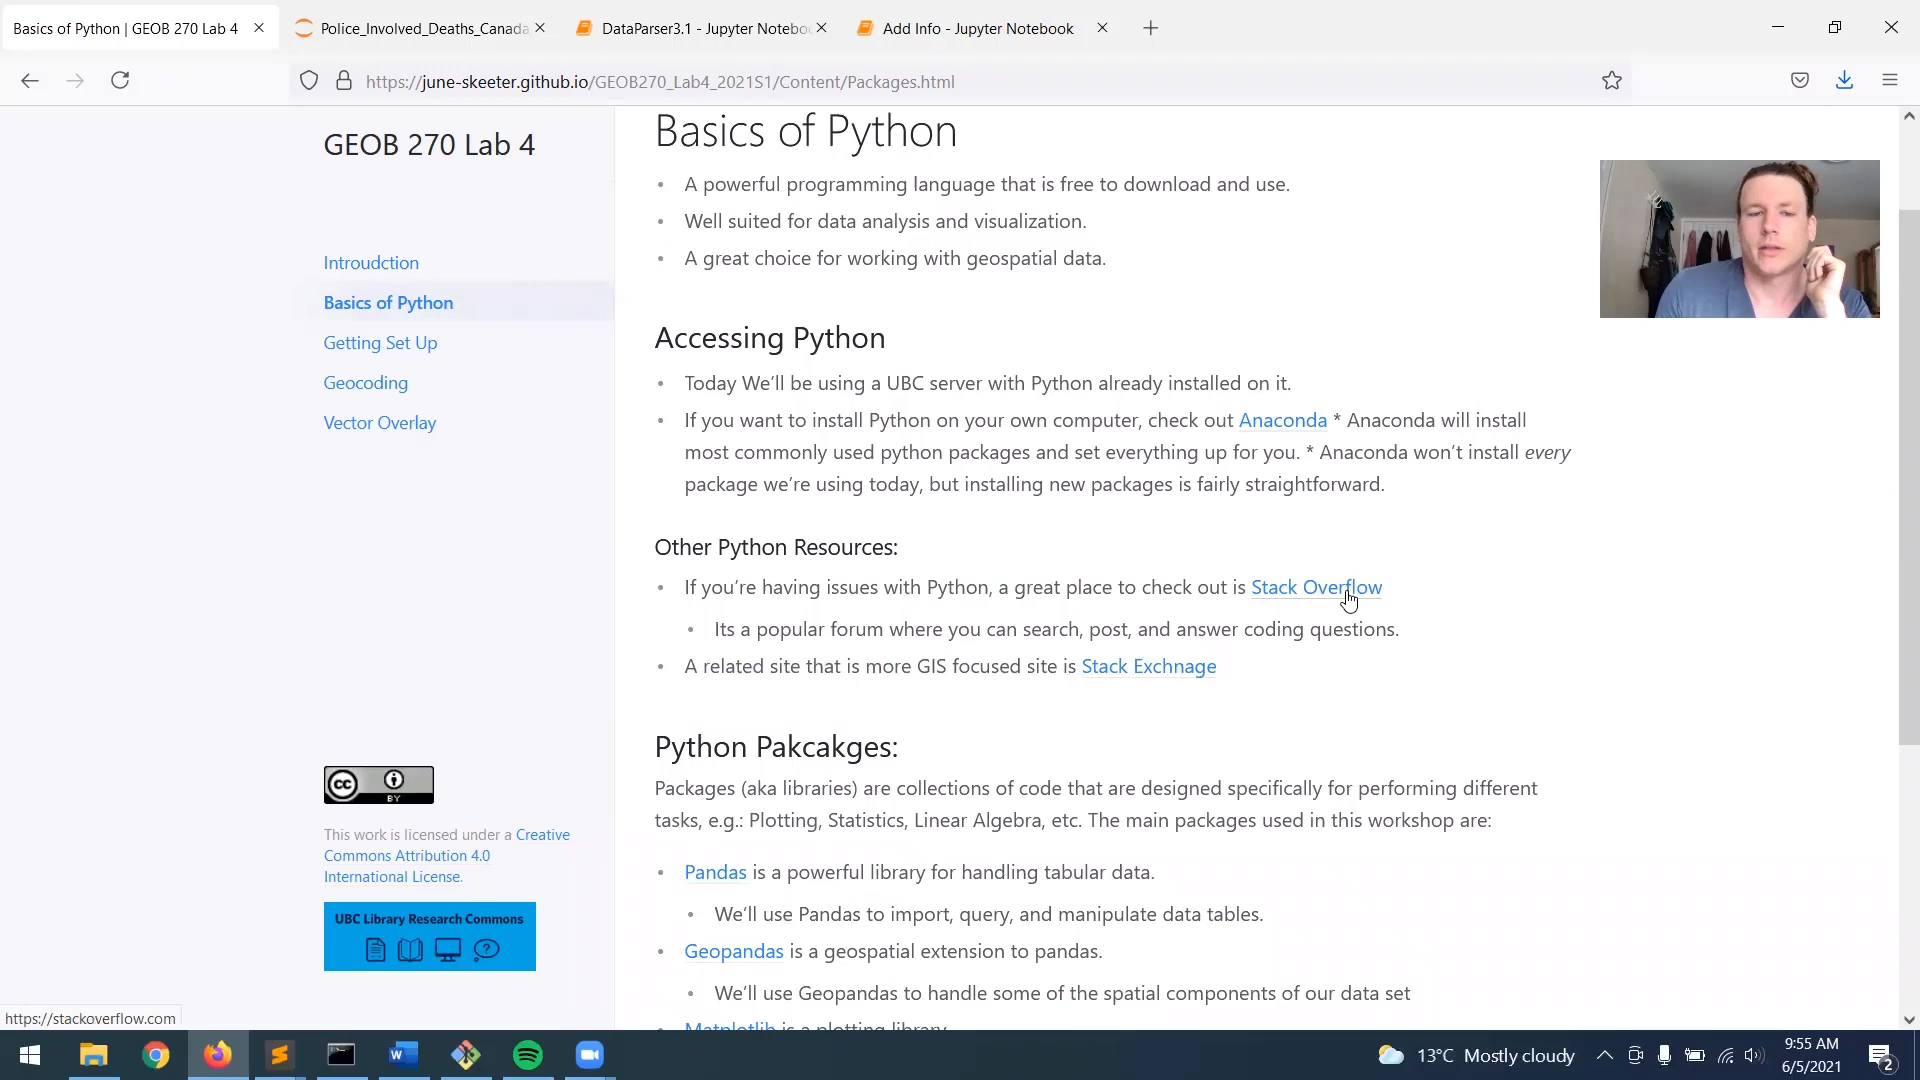 Basics of Python | GEOB 270 Lab 4
Police_Involved_Deaths_Canada
DataParser3.1 - Jupyter Notebo
Add Info - Jupyter Notebook
https://june-skeeter.github.io/GEOB270_Lab4_2021S1/Content/Packages.html
GEOB 270 Lab 4
Introudction
Basics of Python
Getting Set Up
Geocoding
Vector Overlay
cc
BY
This work is licensed under a Creative
Commons Attribution 4.0
International License.
UBC Library Research Commons
Basics of Python
A powerful programming language that is free to download and use.
Well suited for data analysis and visualization.
A great choice for working with geospatial data.
Accessing Python
Today We'll be using a UBC server with Python already installed on it.
If you want to install Python on your own computer, check out Anaconda * Anaconda will install
most commonly used python packages and set everything up for you. * Anaconda won't install every
package we're using today, but installing new packages is fairly straightforward.
Other Python Resources:
If you're having issues with Python, a great place to check out is Stack Overflow
Its a popular forum where you can search, post, and answer coding questions.
A related site that is more GIS focused site is Stack Exchnage
Python Pakcakges:
Packages (aka libraries) are collections of code that are designed specifically for performing different
tasks, e.g.: Plotting, Statistics, Linear Algebra, etc. The main packages used in this workshop are:
Pandas is a powerful library for handling tabular data.
We'll use Pandas to import, query, and manipulate data tables.
Geopandas is a geospatial extension to pandas.
We'll use Geopandas to handle some of the spatial components of our data set
Matplotlib is a plotting library
https://stackoverflow.com
13°C Mostly cloudy
9:55 AM
6/5/2021
2